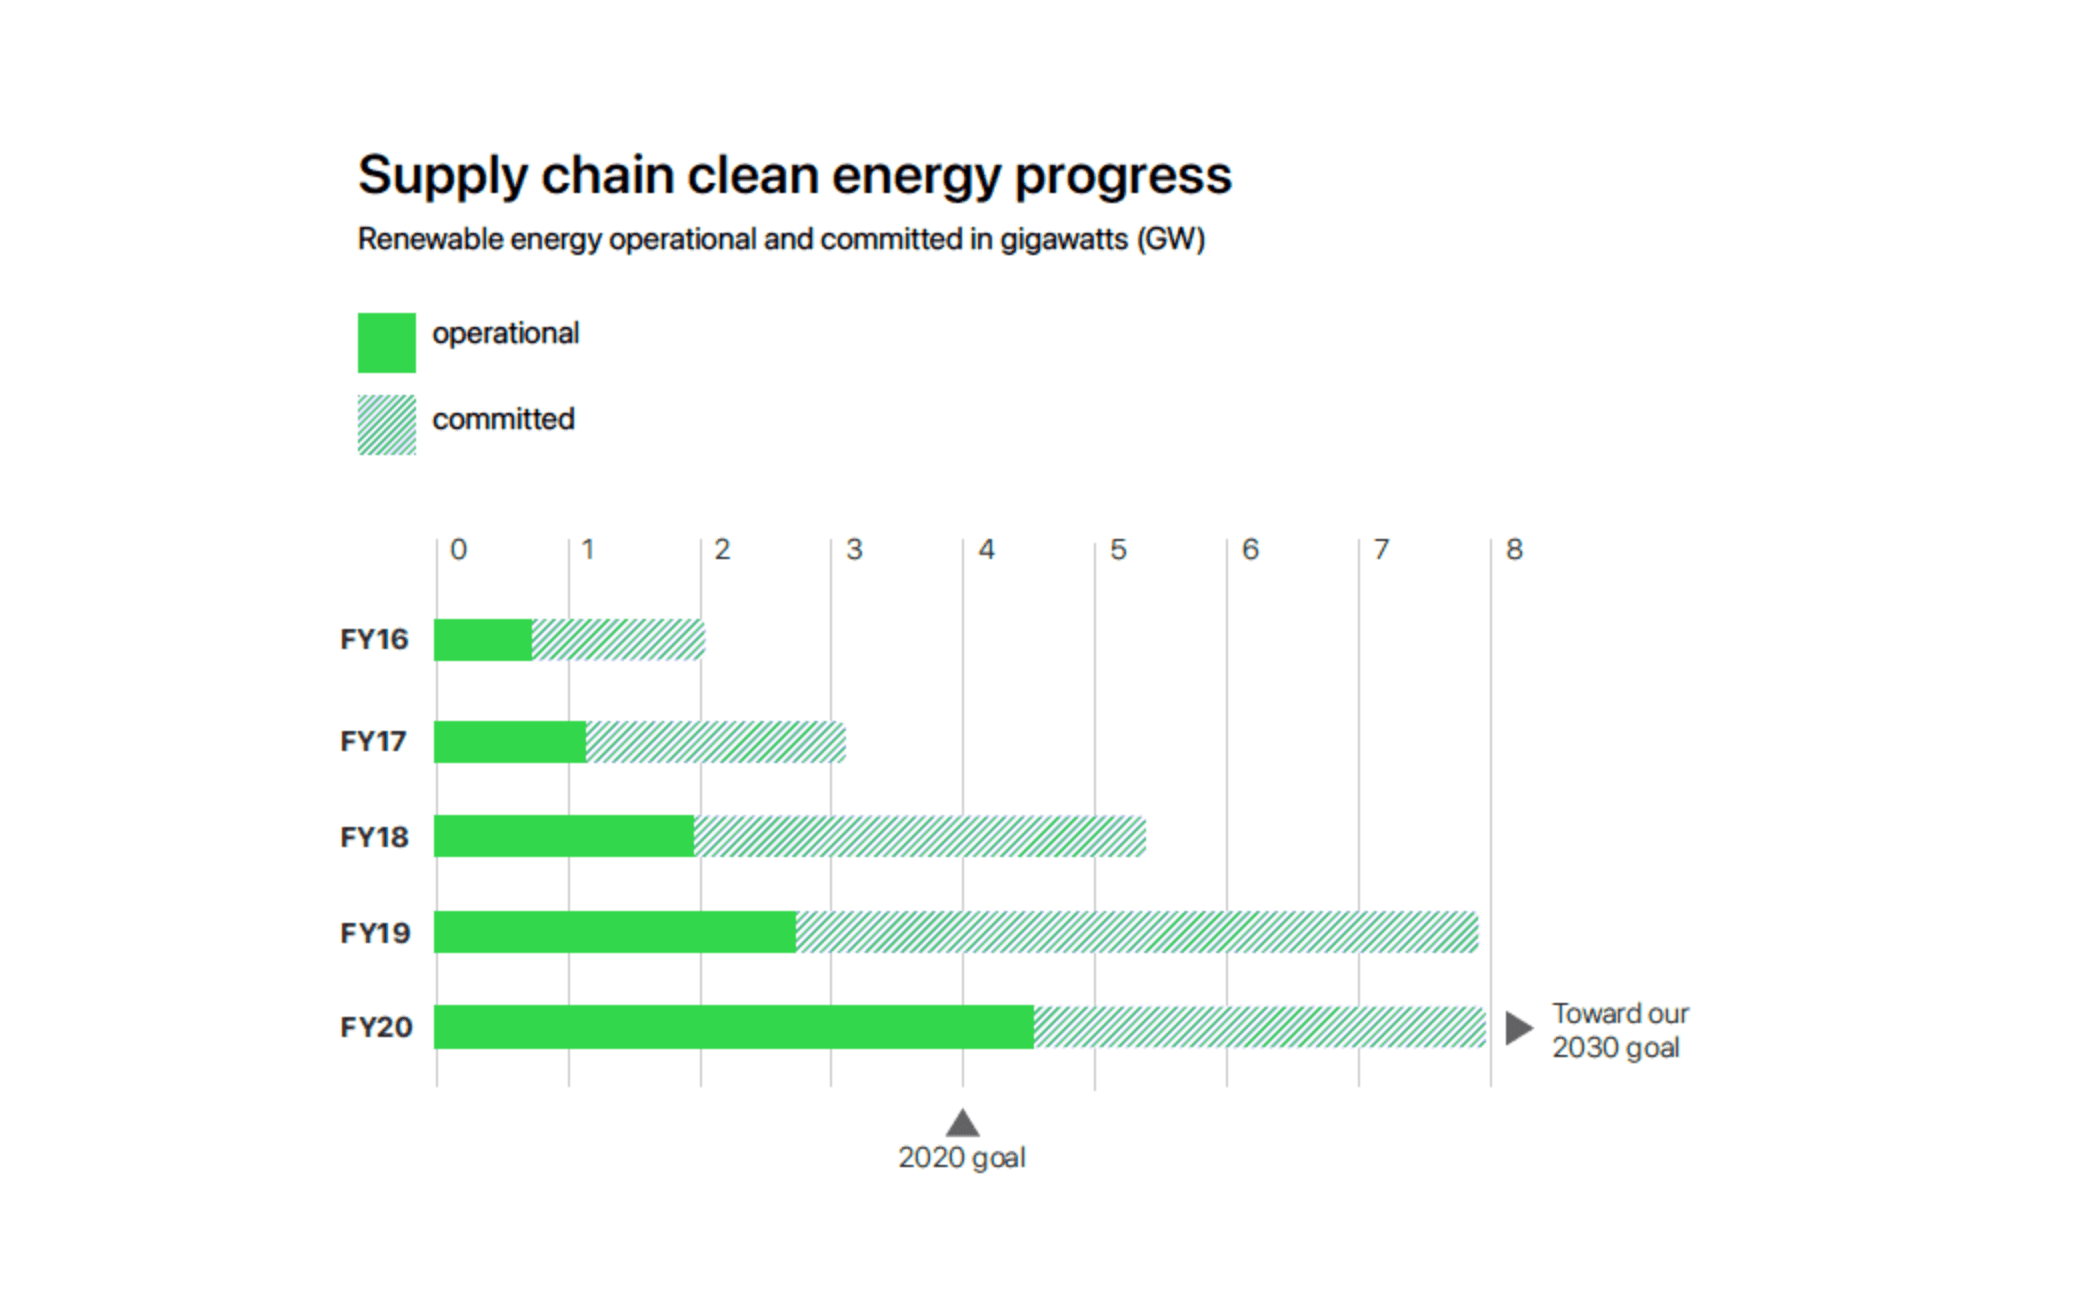 Supply chain clean energy progress
Renewable energy operational and committed in gigawatts (GW)
operational
committed
0 1 2 3 4 5 6 7 8
FY16
FY17
FY18
FY19
FY20
Toward our
2030 goal
2020 goal